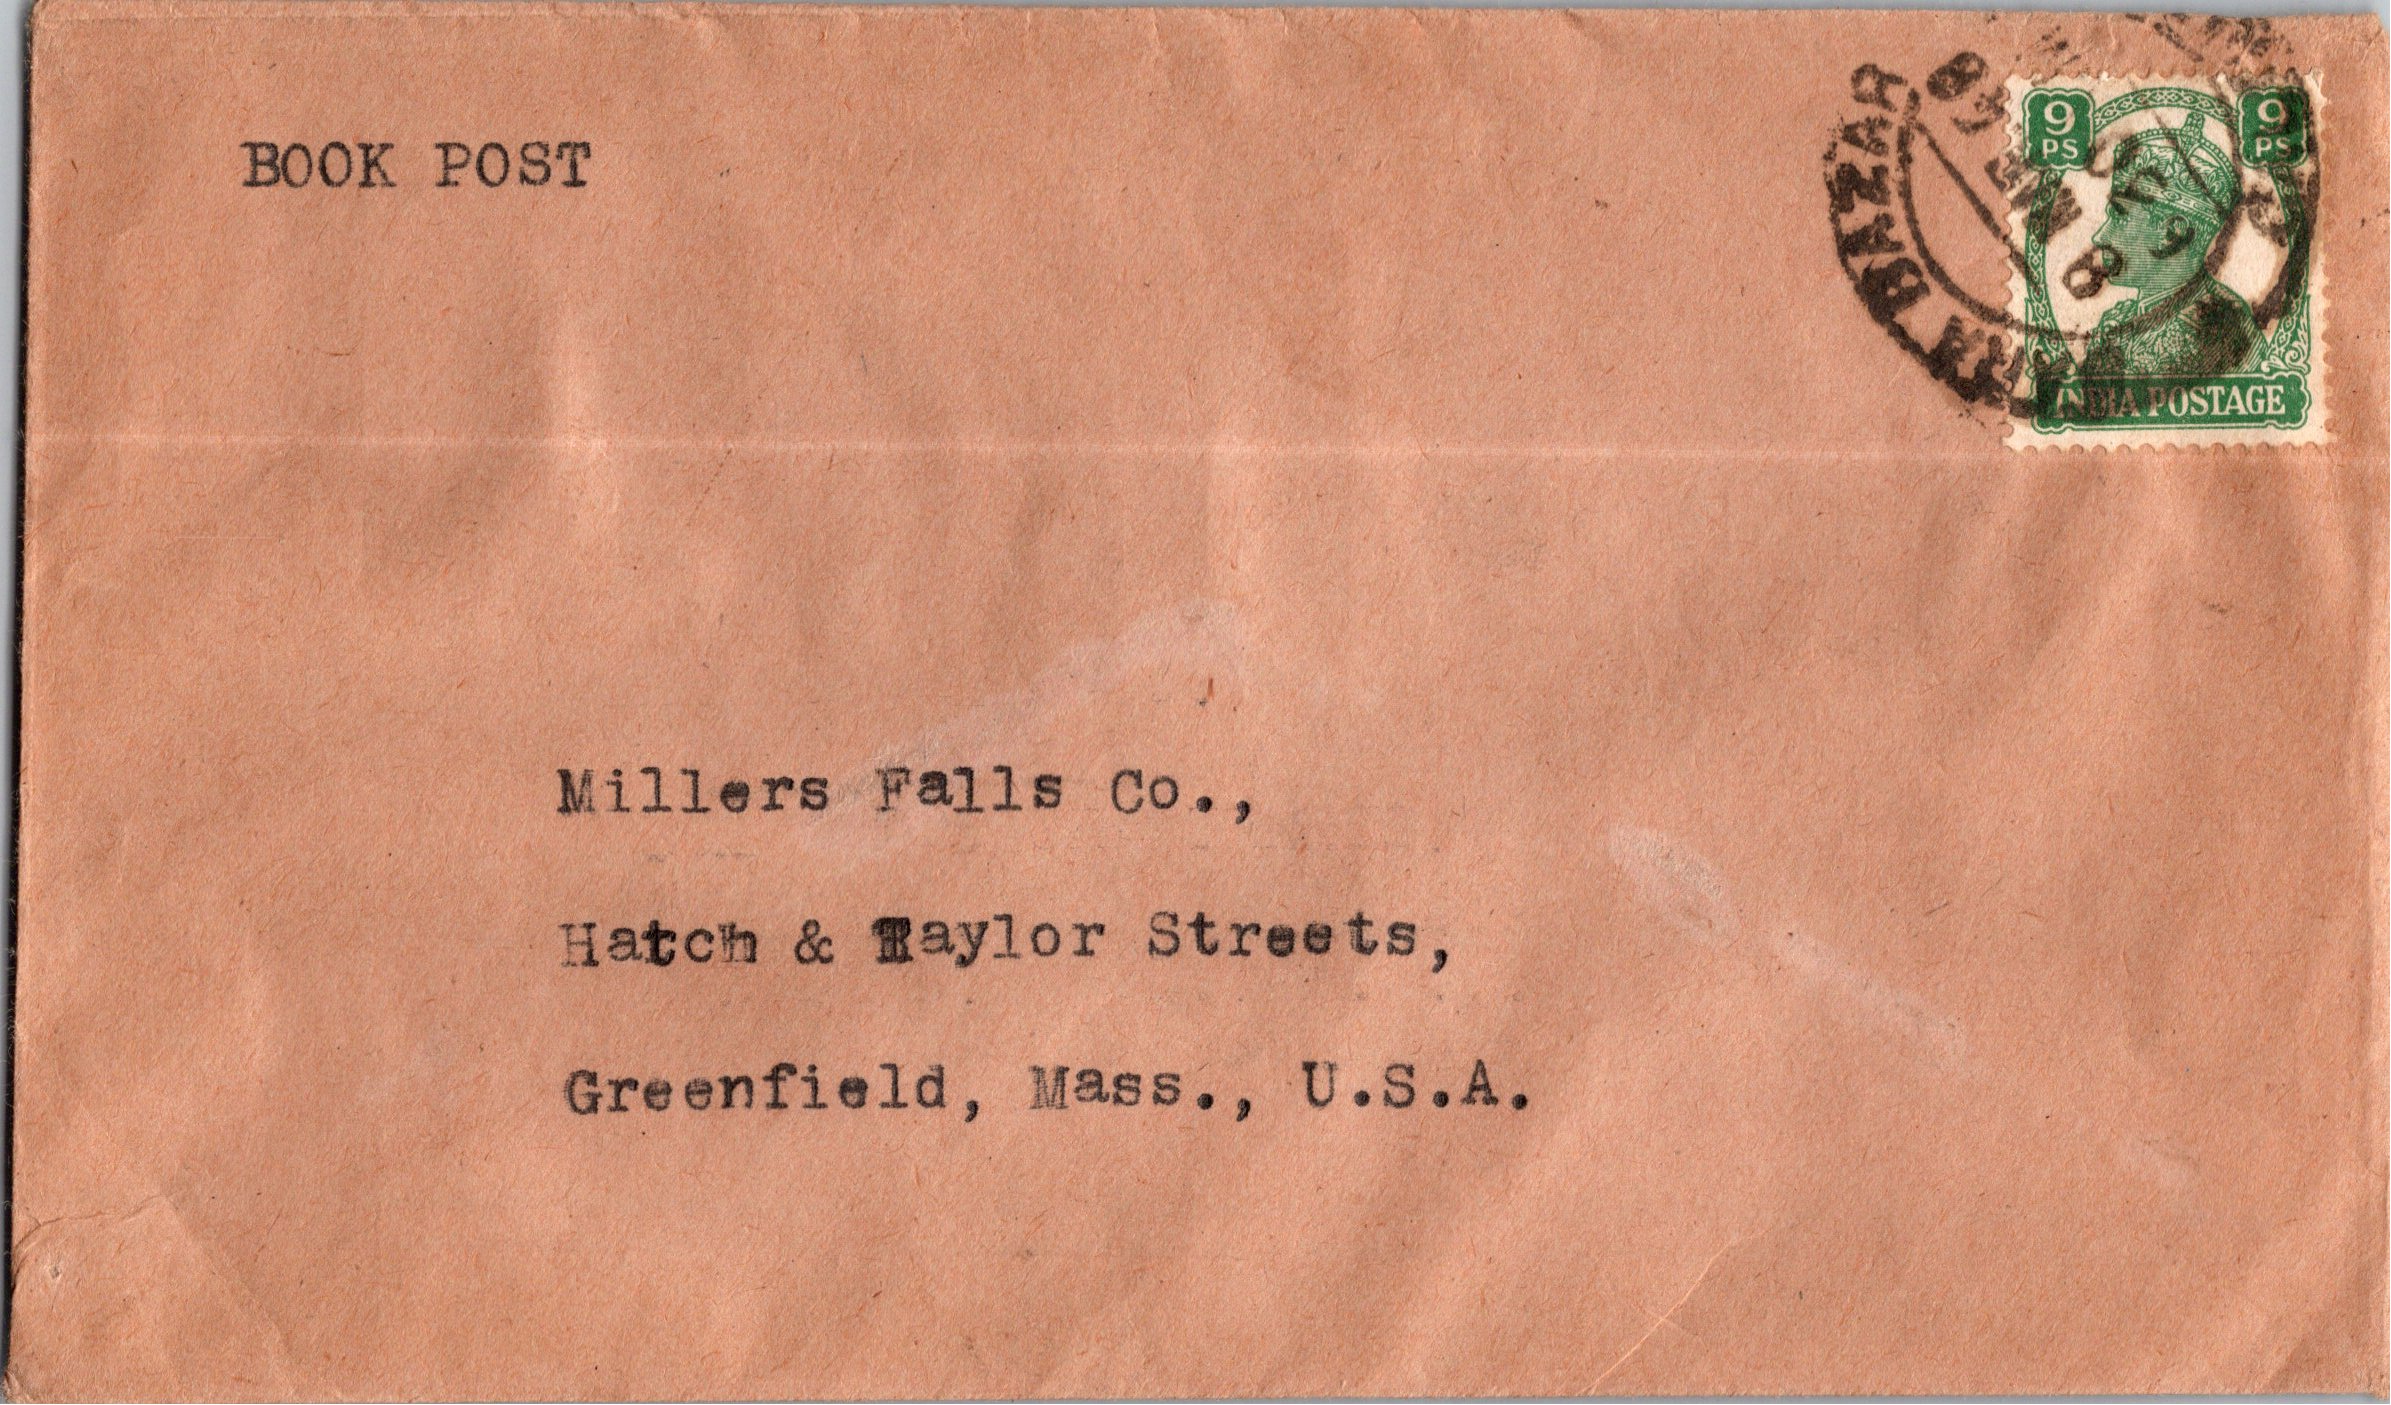 BOOK POST
9 PS
9 PS
BAZAR
INDIA POSTAGE
Millers Falls Co.,
Hatch & Taylor Streets,
Greenfield, Mass., U.S.A.